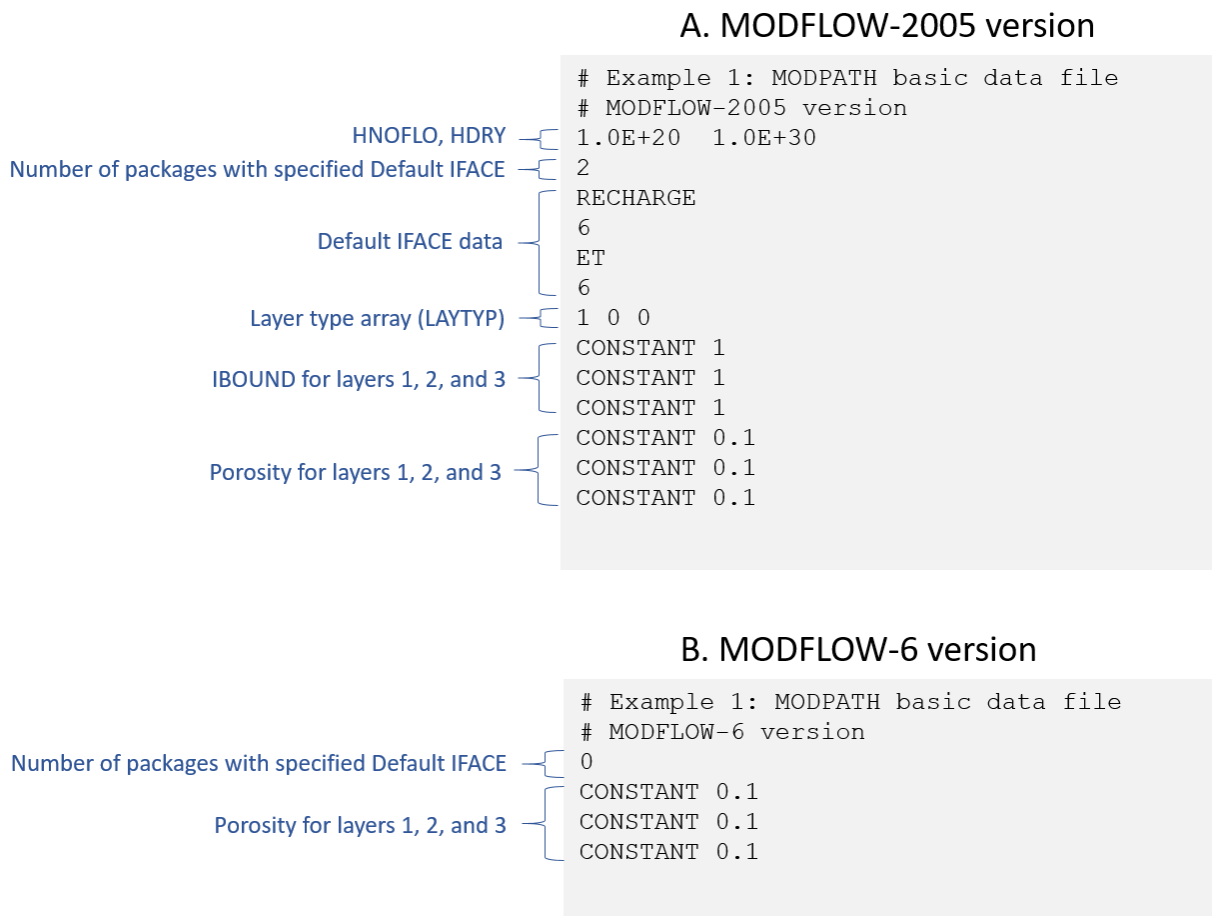 A. MODFLOW-2005 version
# Example 1: MODPATH basic data file
# MODFLOW-2005 version
HNOFLO, HDRY
1.0E+20  1.0E+30
Number of packages with specified Default IFACE
2
RECHARGE
6
Default IFACE data
ET
6
Layer type array (LAYTYP)
1 0 0
CONSTANT 1
IBOUND for layers 1, 2, and 3
CONSTANT 1
CONSTANT 1
CONSTANT 0.1
Porosity for layers 1, 2, and 3
CONSTANT 0.1
CONSTANT 0.1
B. MODFLOW-6 version
# Example 1: MODPATH basic data file
# MODFLOW-6 version
Number of packages with specified Default IFACE
0
CONSTANT 0.1
Porosity for layers 1, 2, and 3
CONSTANT 0.1
CONSTANT 0.1